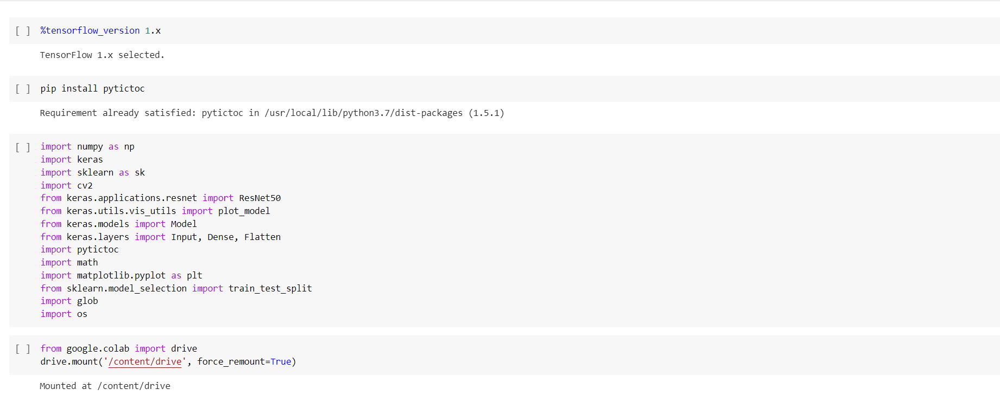 [ ] %tensorflow_version 1.x
TensorFlow 1.x selected.
[ ] pip install pytictoc
Requirement already satisfied: pytictoc in /usr/local/lib/python3.7/dist-packages (1.5.1)
[ ] import numpy as np
import keras
import sklearn as sk
import cv2
from keras.applications.resnet import ResNet50
from keras.utils.vis_utils import plot_model
from keras.models import Model
from keras.layers import Input, Dense, Flatten
import pytictoc
import math
import matplotlib.pyplot as plt
from sklearn.model_selection import train_test_split
import glob
import os
[ ] from google.colab import drive
drive.mount('/content/drive', force_remount=True)
Mounted at /content/drive